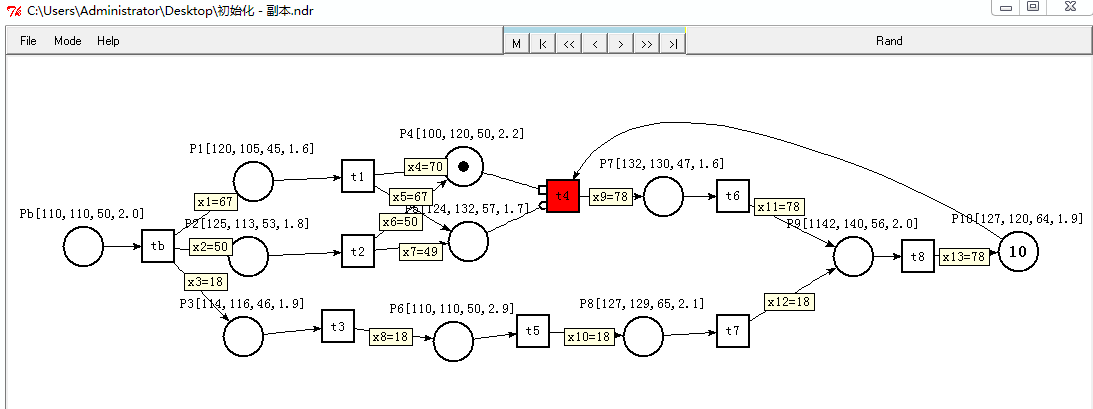 C:\Users\Administrator\Desktop\初始化 - 副本.ndr
File Mode Help
M |< << < > >> >|
Rand
P4[100,120,50,2.2]
P1[120,105,45,1.6]
P7[132,130,47,1.6]
x4=70
t1
x5=67
t4
x9=78
t6
x1=67
x11=78
[124,132,57,1.7]
Pb[110,110,50,2.0]
x6=50
P10[127,120,64,1.9]
P2[125,113,53,1.8]
P9[1142,140,56,2.0]
tb
x2=50
t2
x7=49
t8
x13=78
10
x3=18
P3[114,116,46,1.9]
P6[110,110,50,2.9]
P8[127,129,65,2.1]
x12=18
t3
x8=18
t5
x10=18
t7